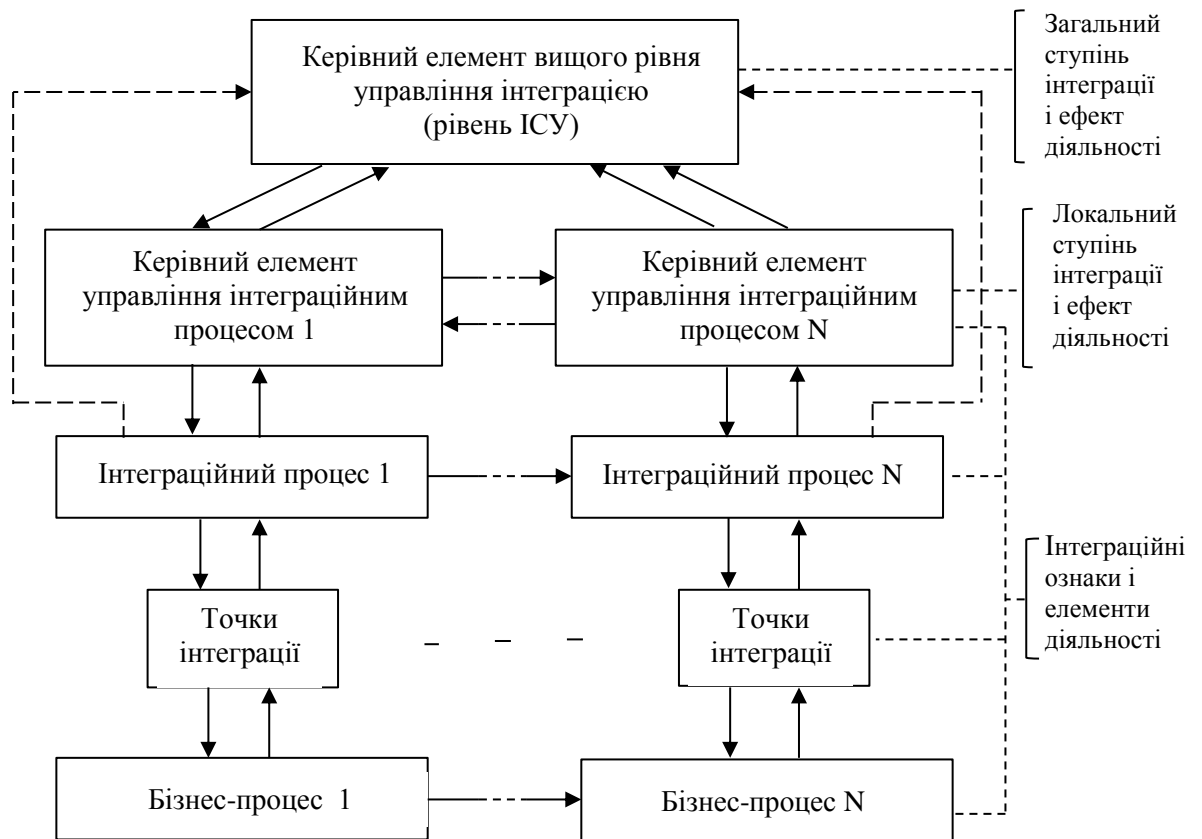 Керівний елемент вищого рівня
управління інтеграцією
(рівень ІСУ)
Загальний
ступінь
інтеграції
і ефект
діяльності
Керівний елемент
управління інтеграційним
процесом 1
Керівний елемент
управління інтеграційним
процесом N
Локальний
ступінь
інтеграції
і ефект
діяльності
Інтеграційний процес 1
Інтеграційний процес N
Точки
інтеграції
Точки
інтеграції
Інтеграційні
ознаки і
елементи
діяльності
Бізнес-процес 1
Бізнес-процес N